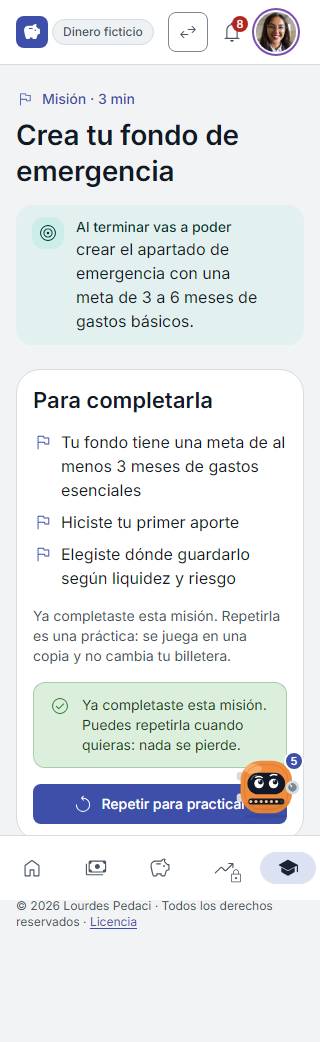 Dinero ficticio
8
Misión · 3 min
Crea tu fondo de
emergencia
Al terminar vas a poder
crear el apartado de
emergencia con una
meta de 3 a 6 meses de
gastos básicos.
Para completarla
Tu fondo tiene una meta de al
menos 3 meses de gastos
esenciales
Hiciste tu primer aporte
Elegiste dónde guardarlo
según liquidez y riesgo
Ya completaste esta misión. Repetirla
es una práctica: se juega en una
copia y no cambia tu billetera.
Ya completaste esta misión.
Puedes repetirla cuando
quieras: nada se pierde.
5
Repetir para practicar
© 2026 Lourdes Pedaci · Todos los derechos
reservados · Licencia